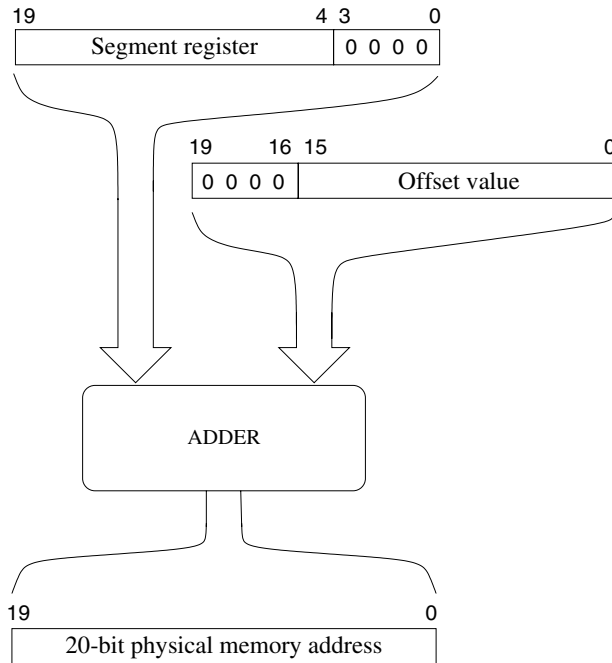 19 4 3 0
Segment register 0 0 0 0
19 16 15 0
0 0 0 0 Offset value
ADDER
19 0
20-bit physical memory address